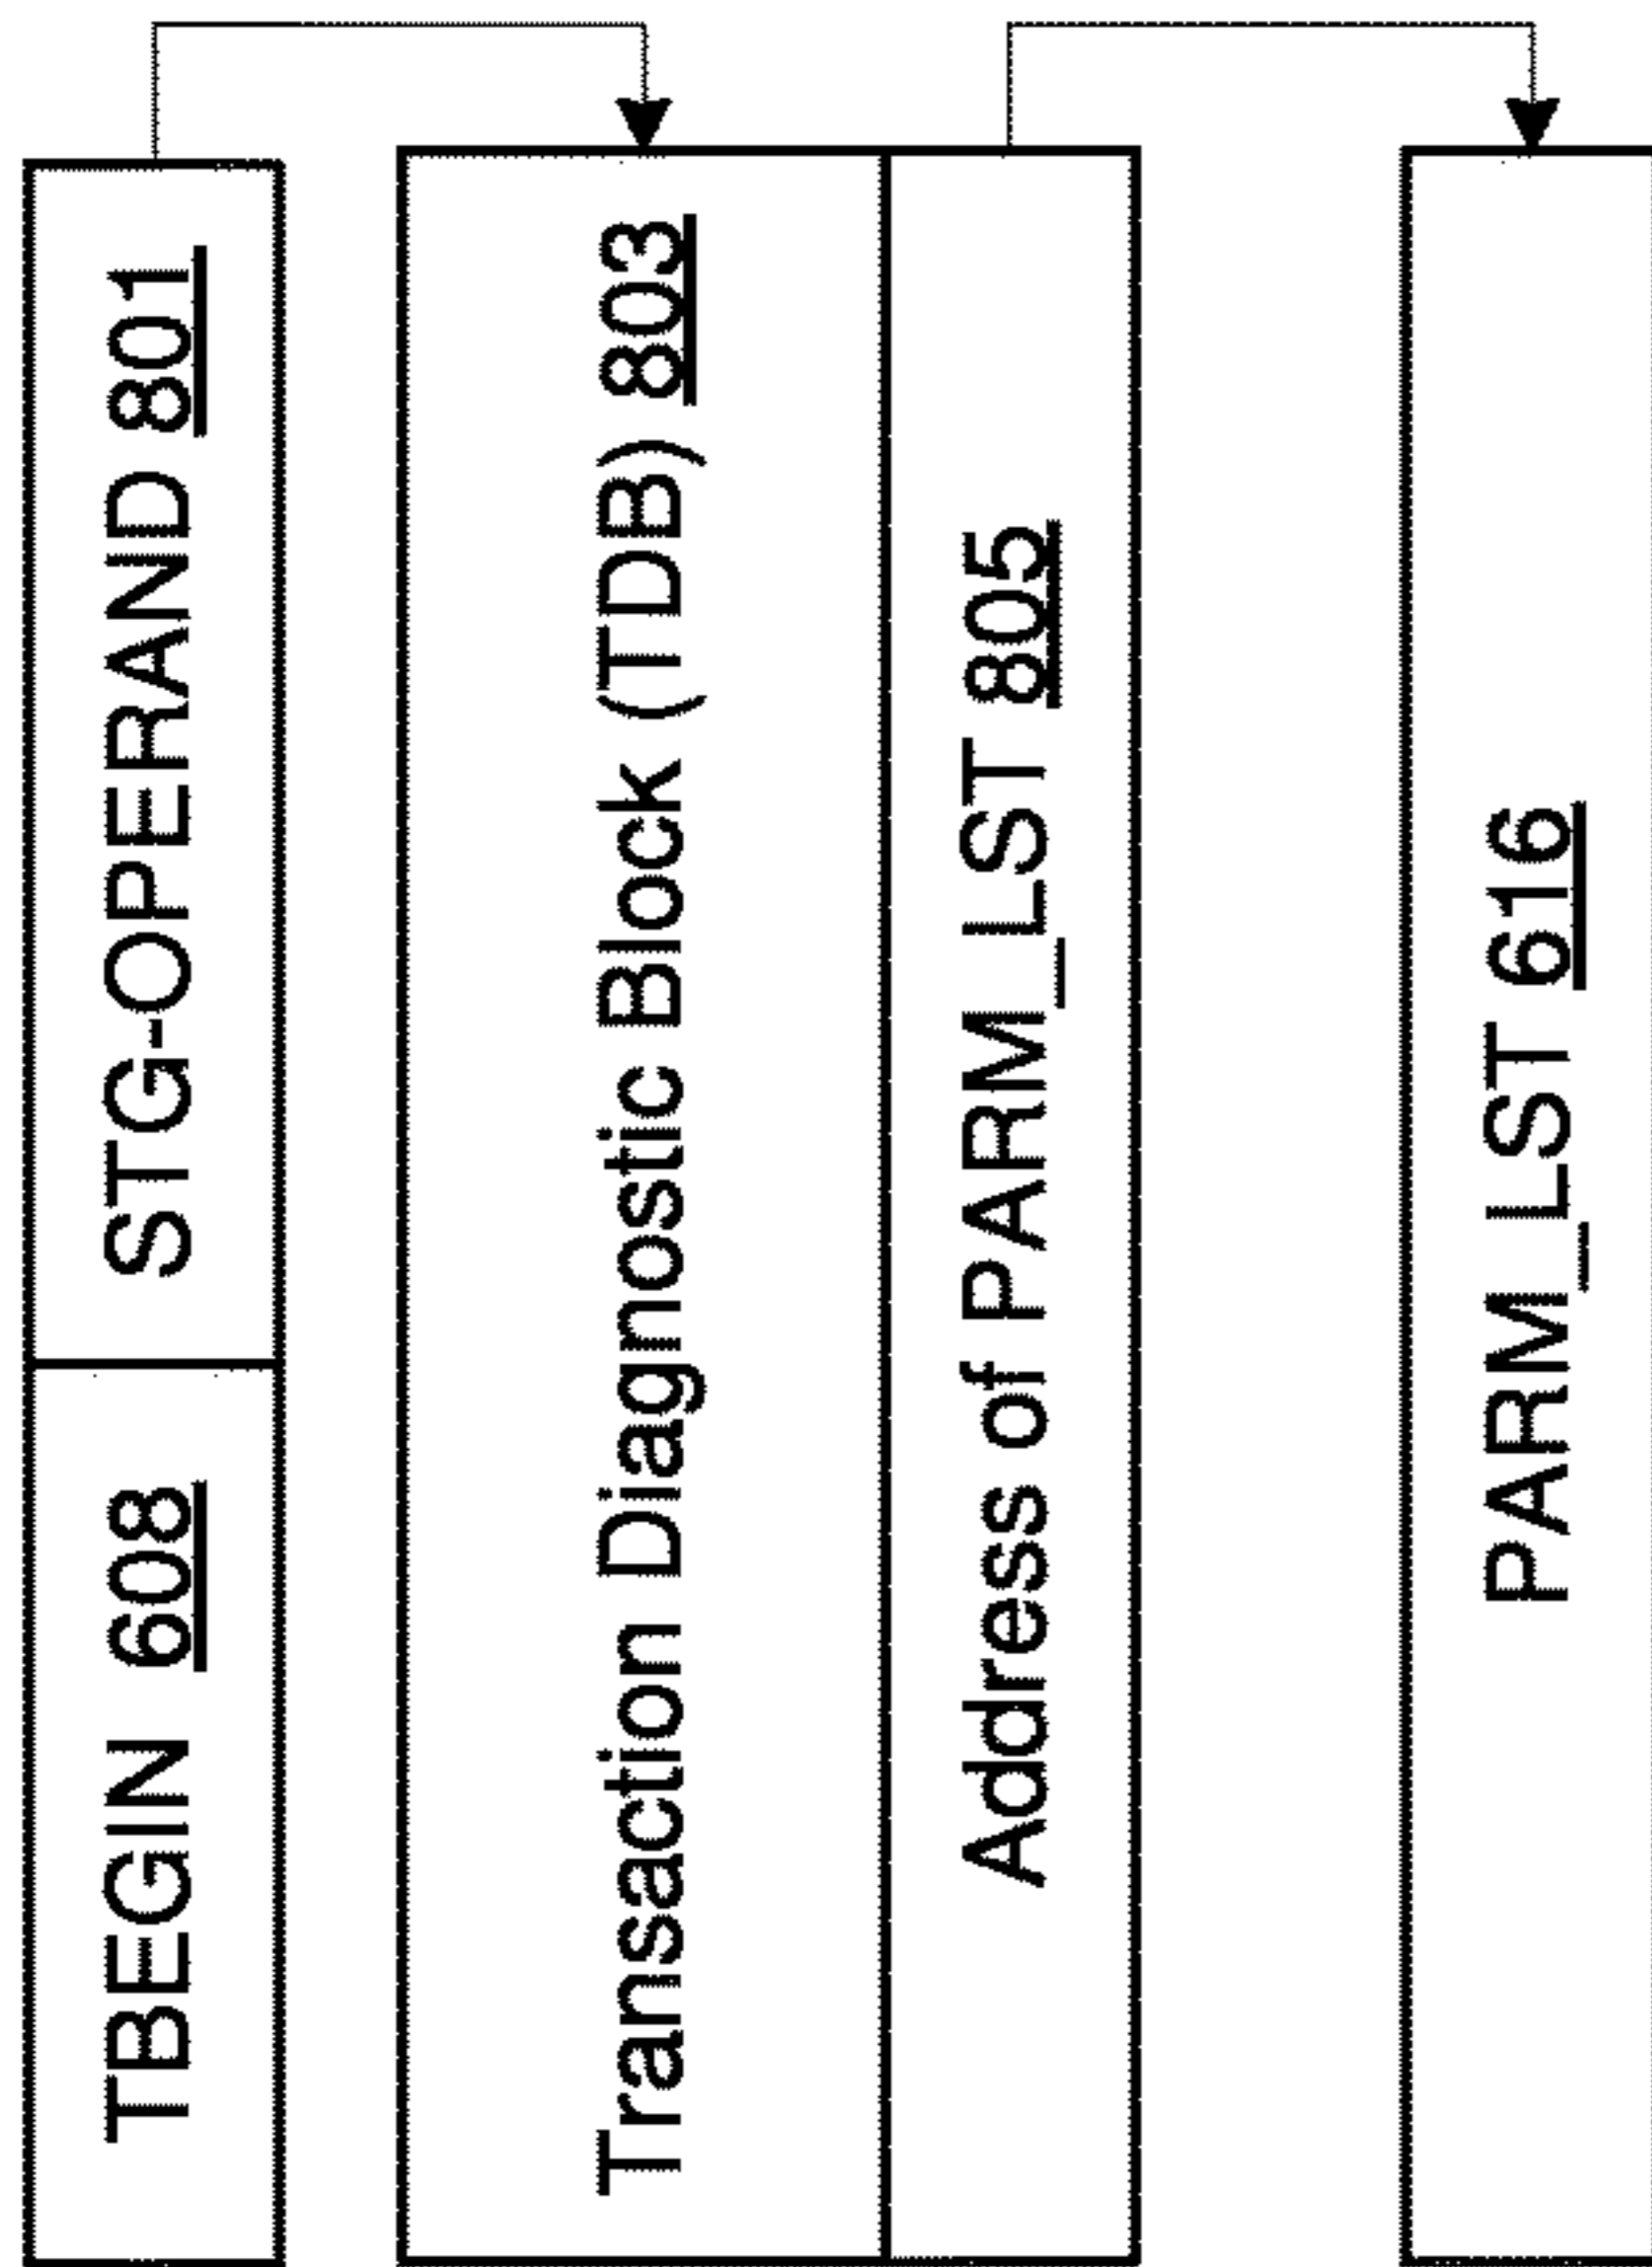 TBEGIN 608 STG-OPERAND 801
Transaction Diagnostic Block (TDB) 803
Address of PARM_LST 805
PARM_LST 616